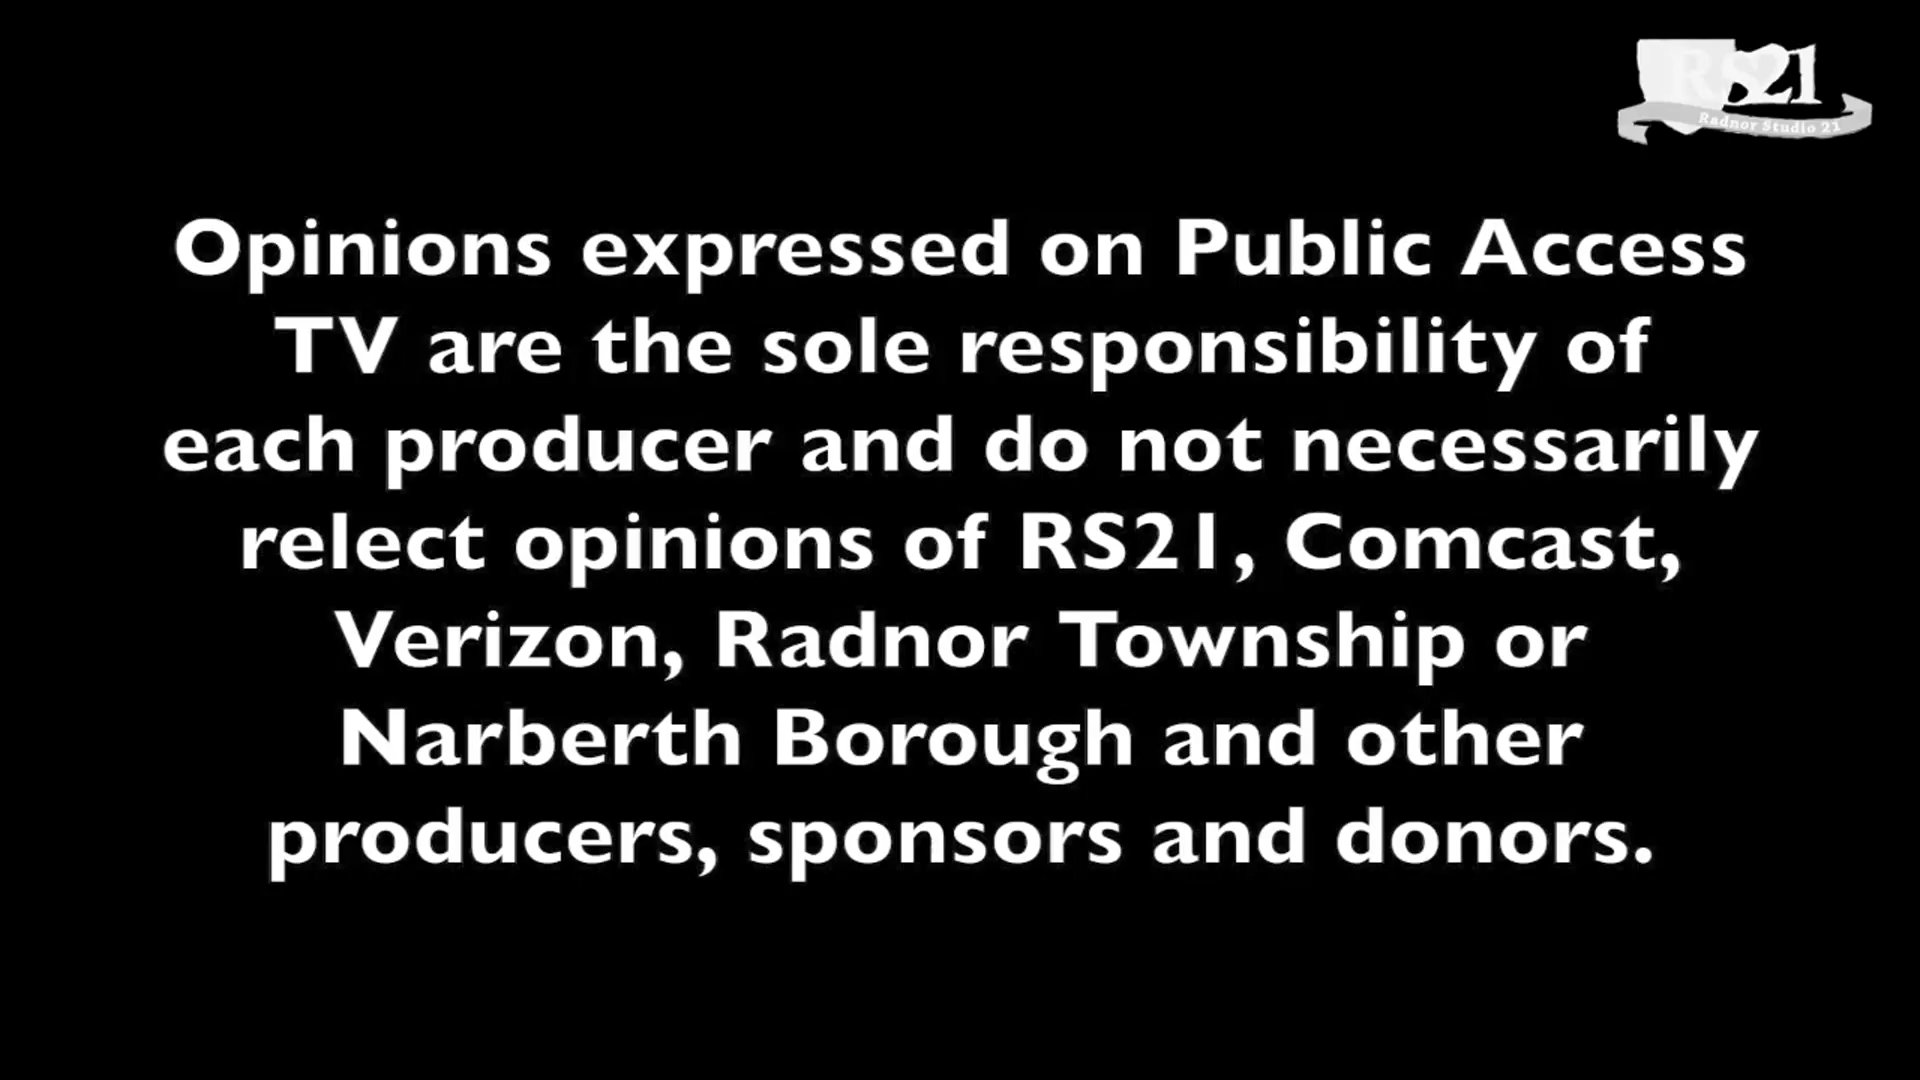 RS21
Radnor Studio 21
Opinions expressed on Public Access
TV are the sole responsibility of
each producer and do not necessarily
relect opinions of RS21, Comcast,
Verizon, Radnor Township or
Narberth Borough and other
producers, sponsors and donors.